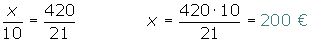 x/10 = 420/21   x = 420·10/21 = 200 €